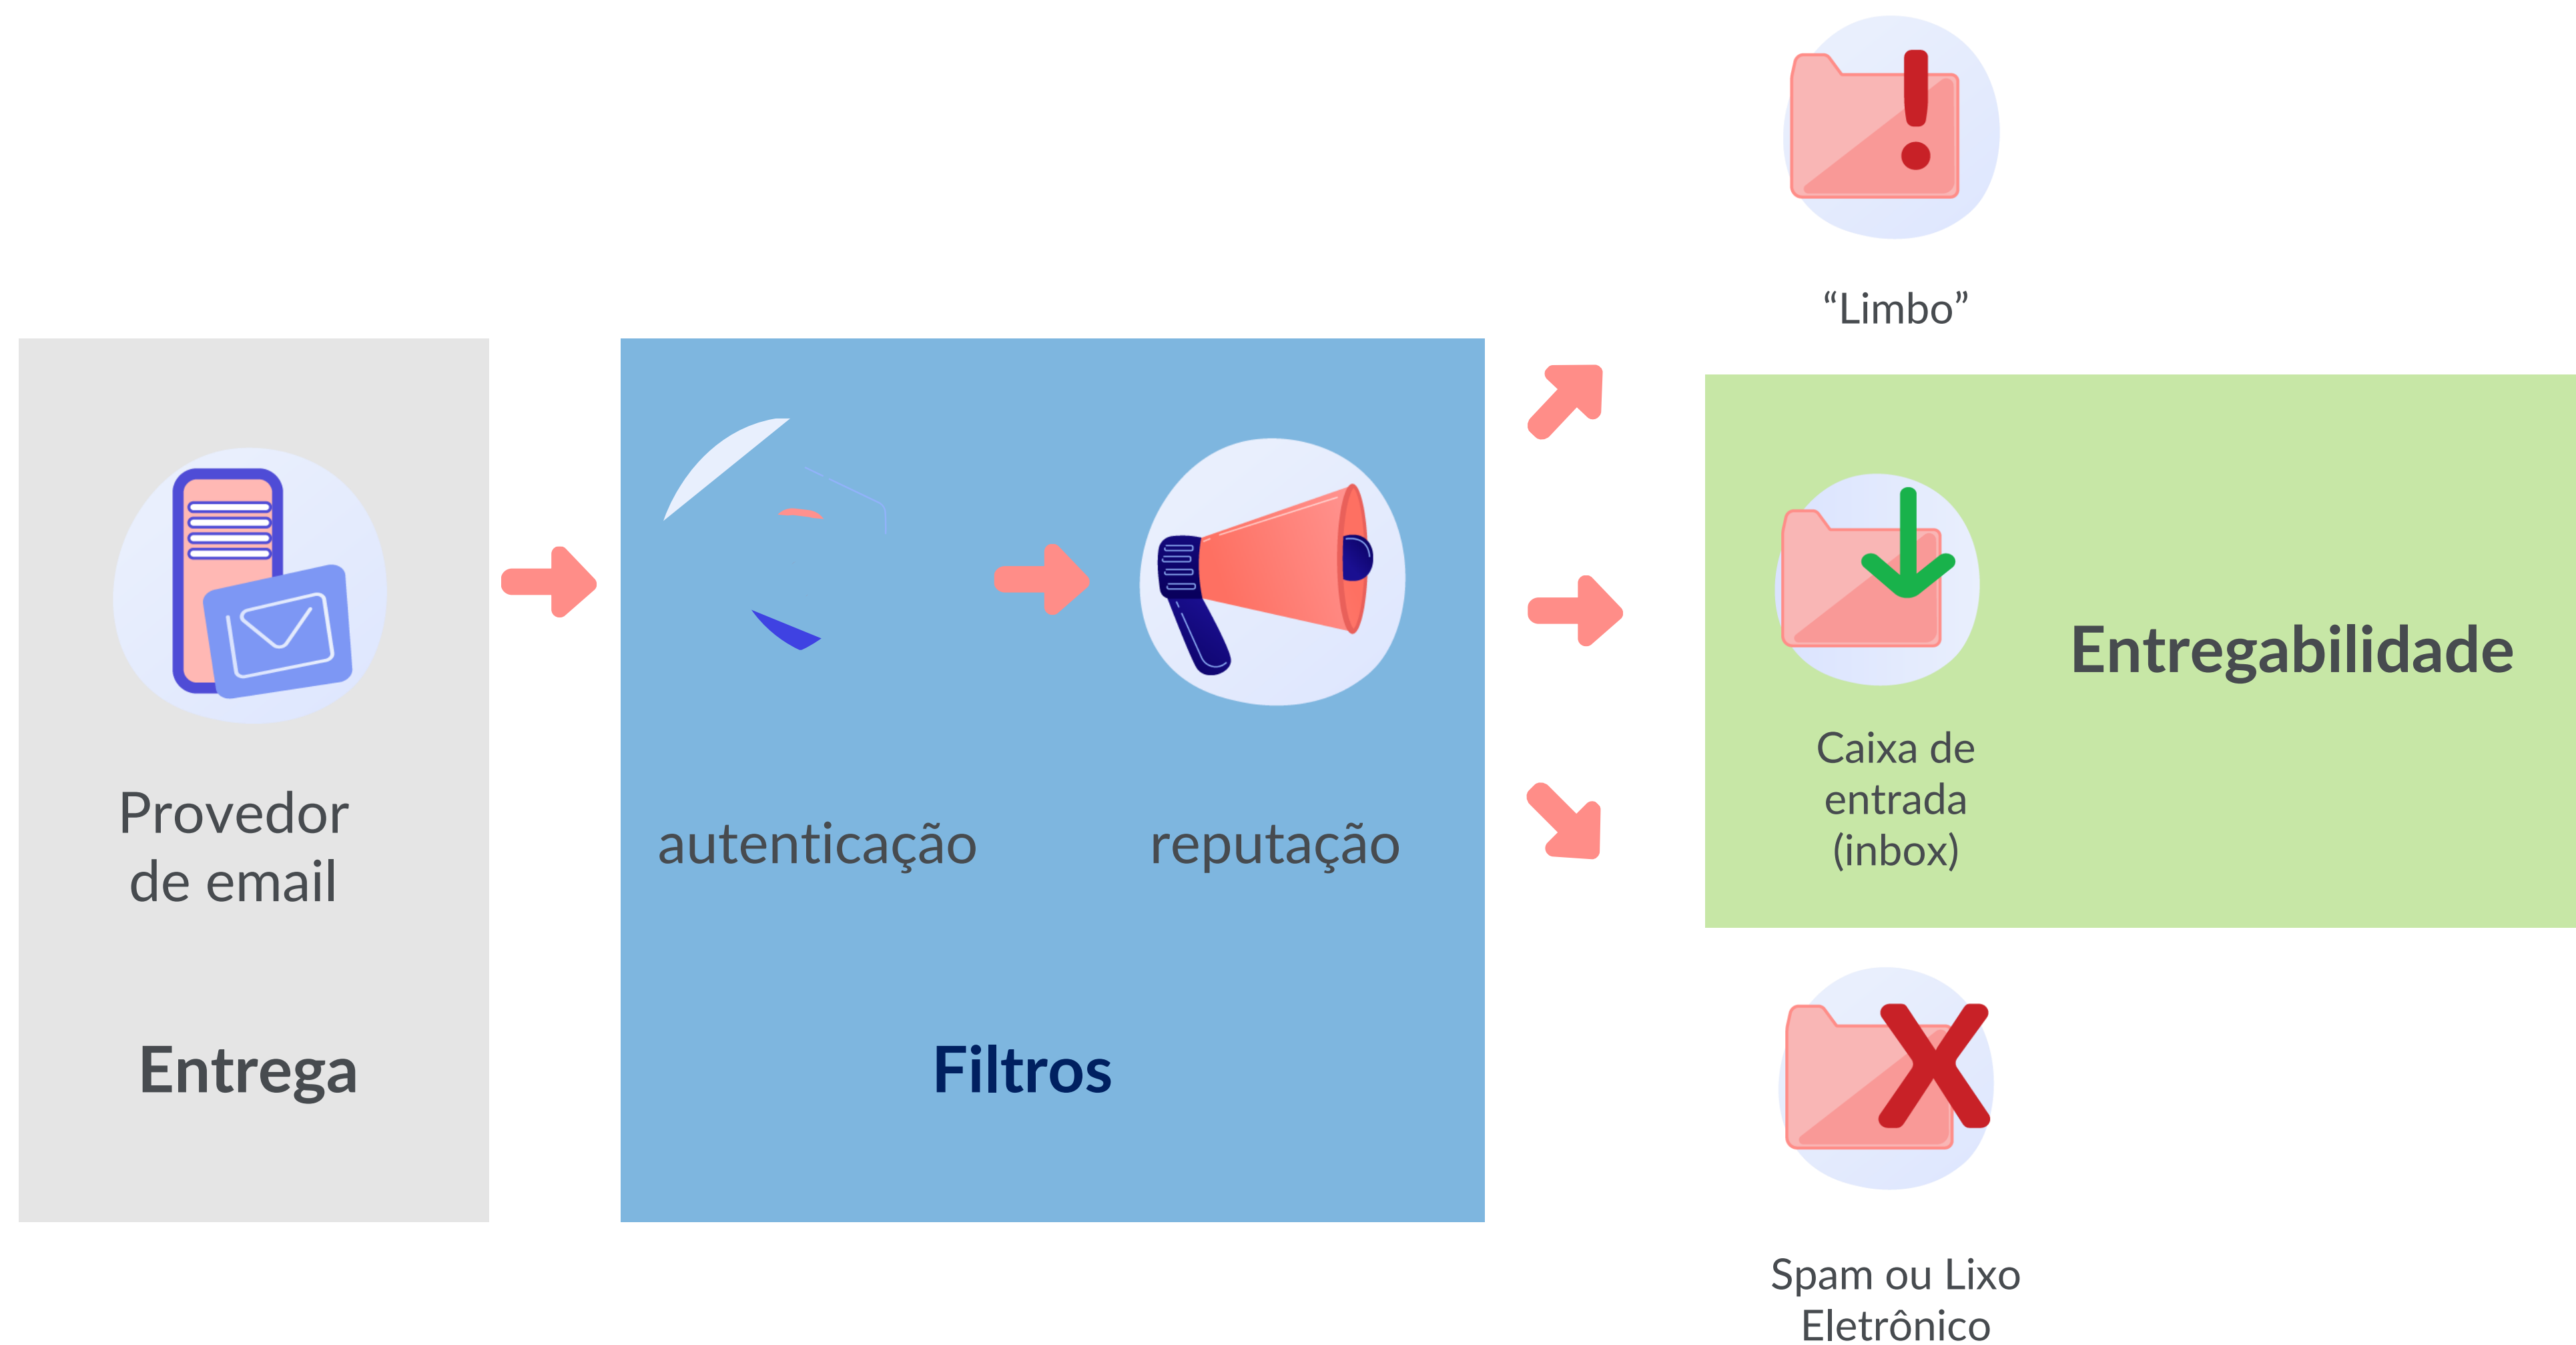 Provedor
de email
Entrega
autenticação
reputação
Filtros
“Limbo”
Caixa de
entrada
(inbox)
Entregabilidade
Spam ou Lixo
Eletrônico